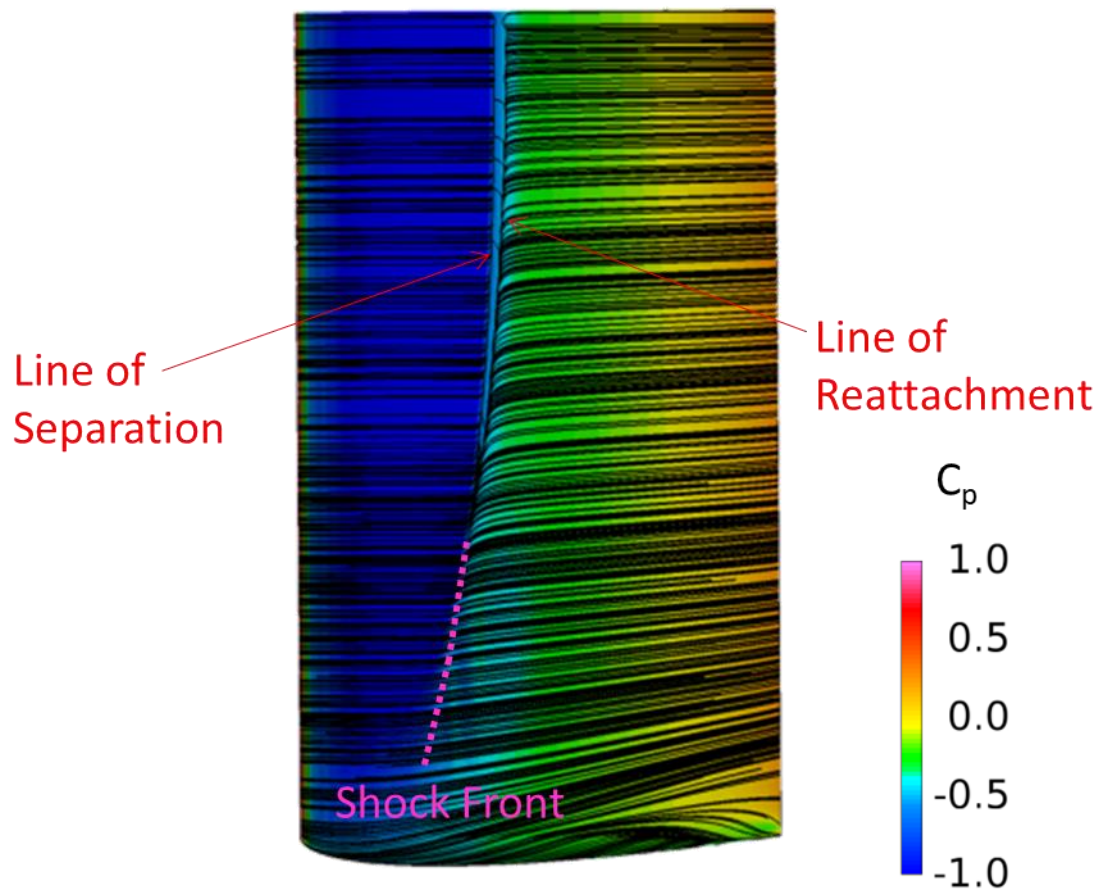 Line of
Separation
Line of
Reattachment
Cp
1.0
0.5
0.0
-0.5
-1.0
Shock Front